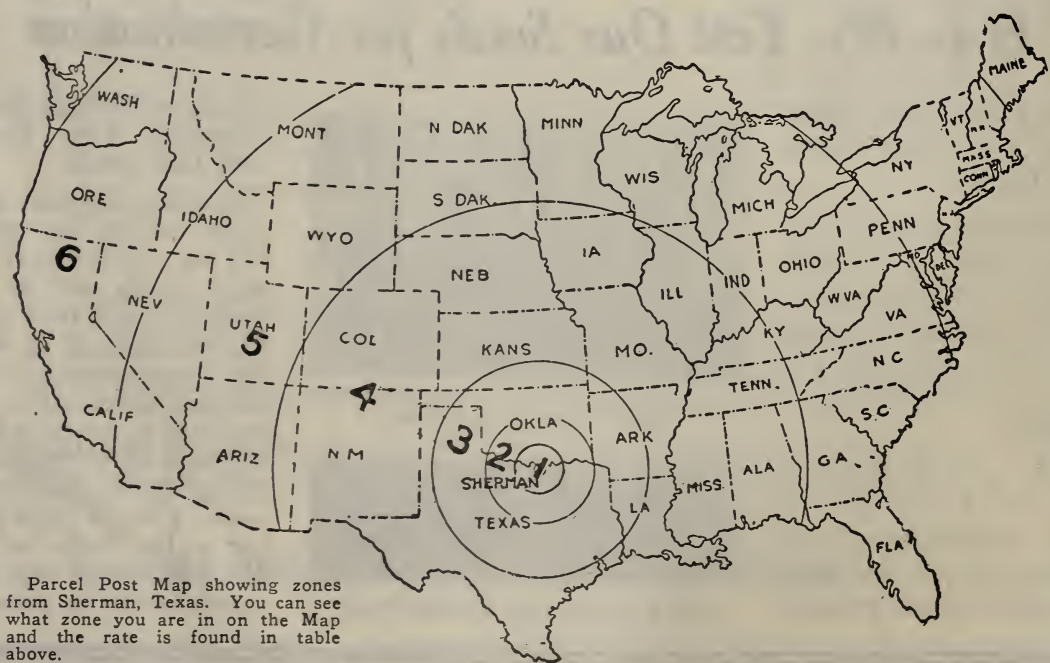 MAINE
WASH
MONT
N DAK
MINN
VT
N.H.
MASS
CONN
NY
ORE
IDAHO
S DAK.
WIS
MICH
WYO
PENN
6
NEV
NEB
IA
ILL
IND
OHIO
MD
DEL
W VA
VA
UTAH
5
COL
KANS
MO.
KY
N C
4
TENN.
CALIF
S.C.
ARIZ
N M
3
OKLA
2
1
ARK
SHERMAN
MISS.
ALA
GA.
TEXAS
LA
FLA
Parcel Post Map showing zones
from Sherman, Texas. You can see
what zone you are in on the Map
and the rate is found in table
above.